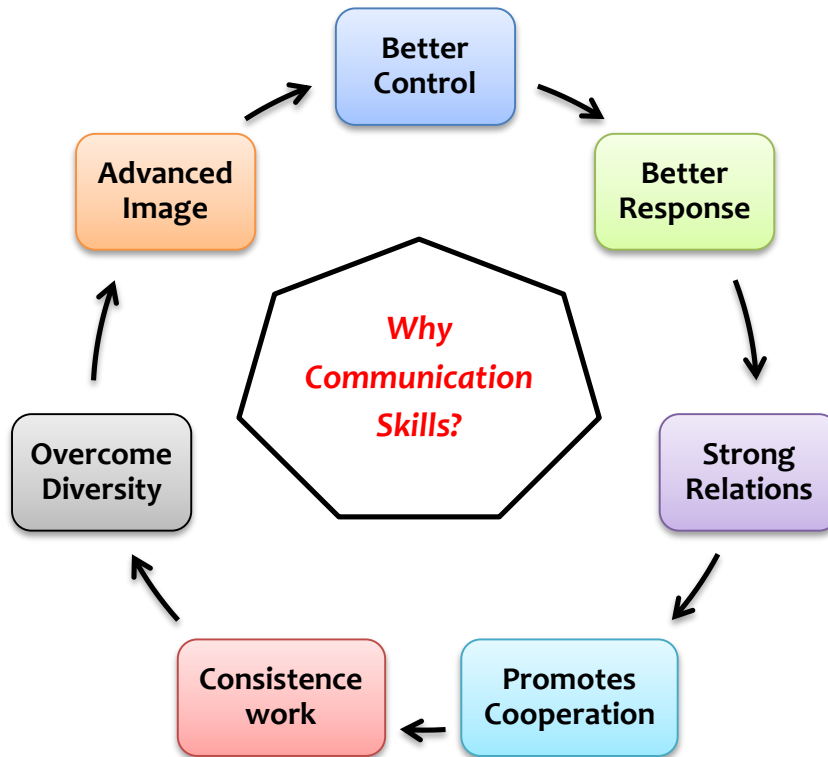 Better
Control
Better
Response
Strong
Relations
Promotes
Cooperation
Consistence
work
Overcome
Diversity
Advanced
Image
Why
Communication
Skills?